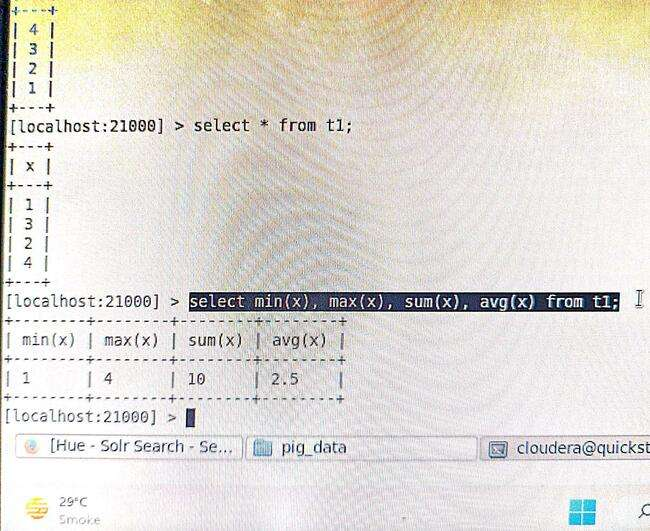 +---+
| 4 |
| 3 |
| 2 |
| 1 |
+---+
[localhost:21000] > select * from t1;
+---+
| x |
+---+
| 1 |
| 3 |
| 2 |
| 4 |
+---+
[localhost:21000] > select min(x), max(x), sum(x), avg(x) from t1;
+--------+--------+--------+--------+
| min(x) | max(x) | sum(x) | avg(x) |
+--------+--------+--------+--------+
| 1 | 4 | 10 | 2.5 |
+--------+--------+--------+--------+
[localhost:21000] >
[Hue - Solr Search - Se... pig_data cloudera@quickst
29°C
Smoke